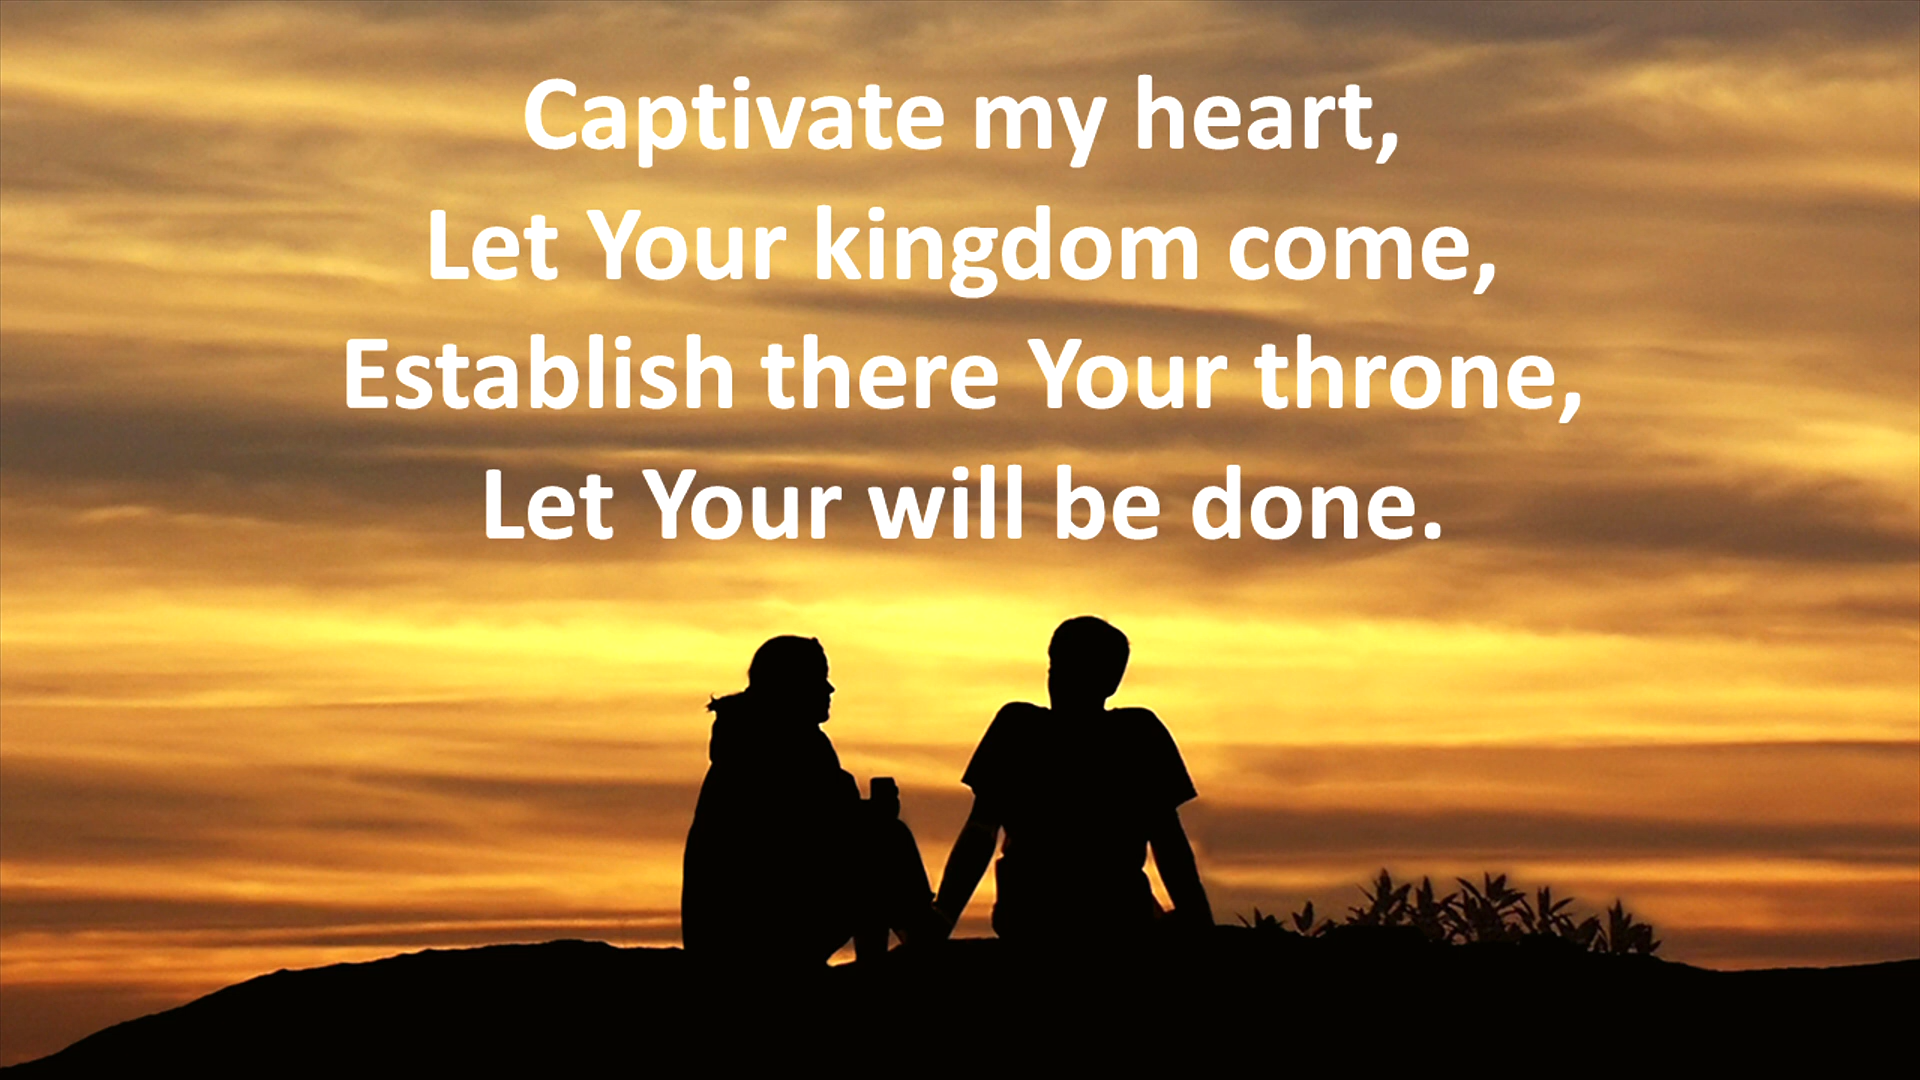 Captivate my heart,
Let Your kingdom come,
Establish there Your throne,
Let Your will be done.